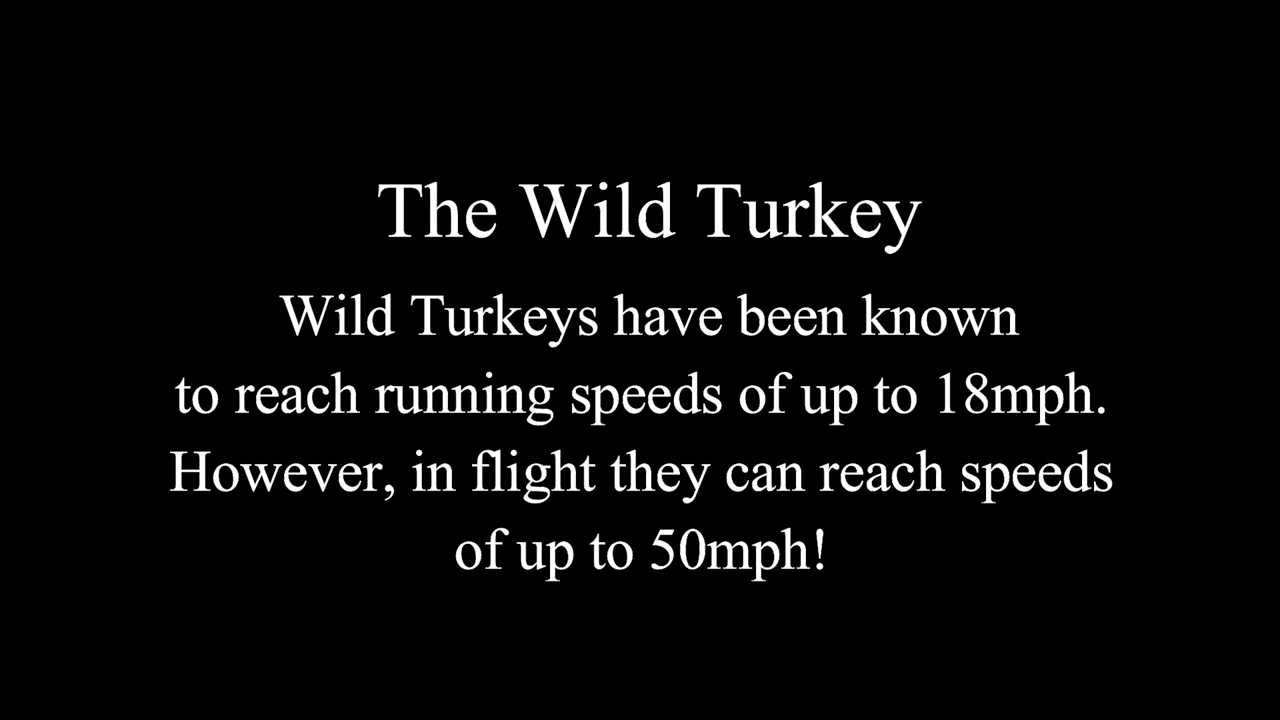 The Wild Turkey
Wild Turkeys have been known
to reach running speeds of up to 18mph.
However, in flight they can reach speeds
of up to 50mph!